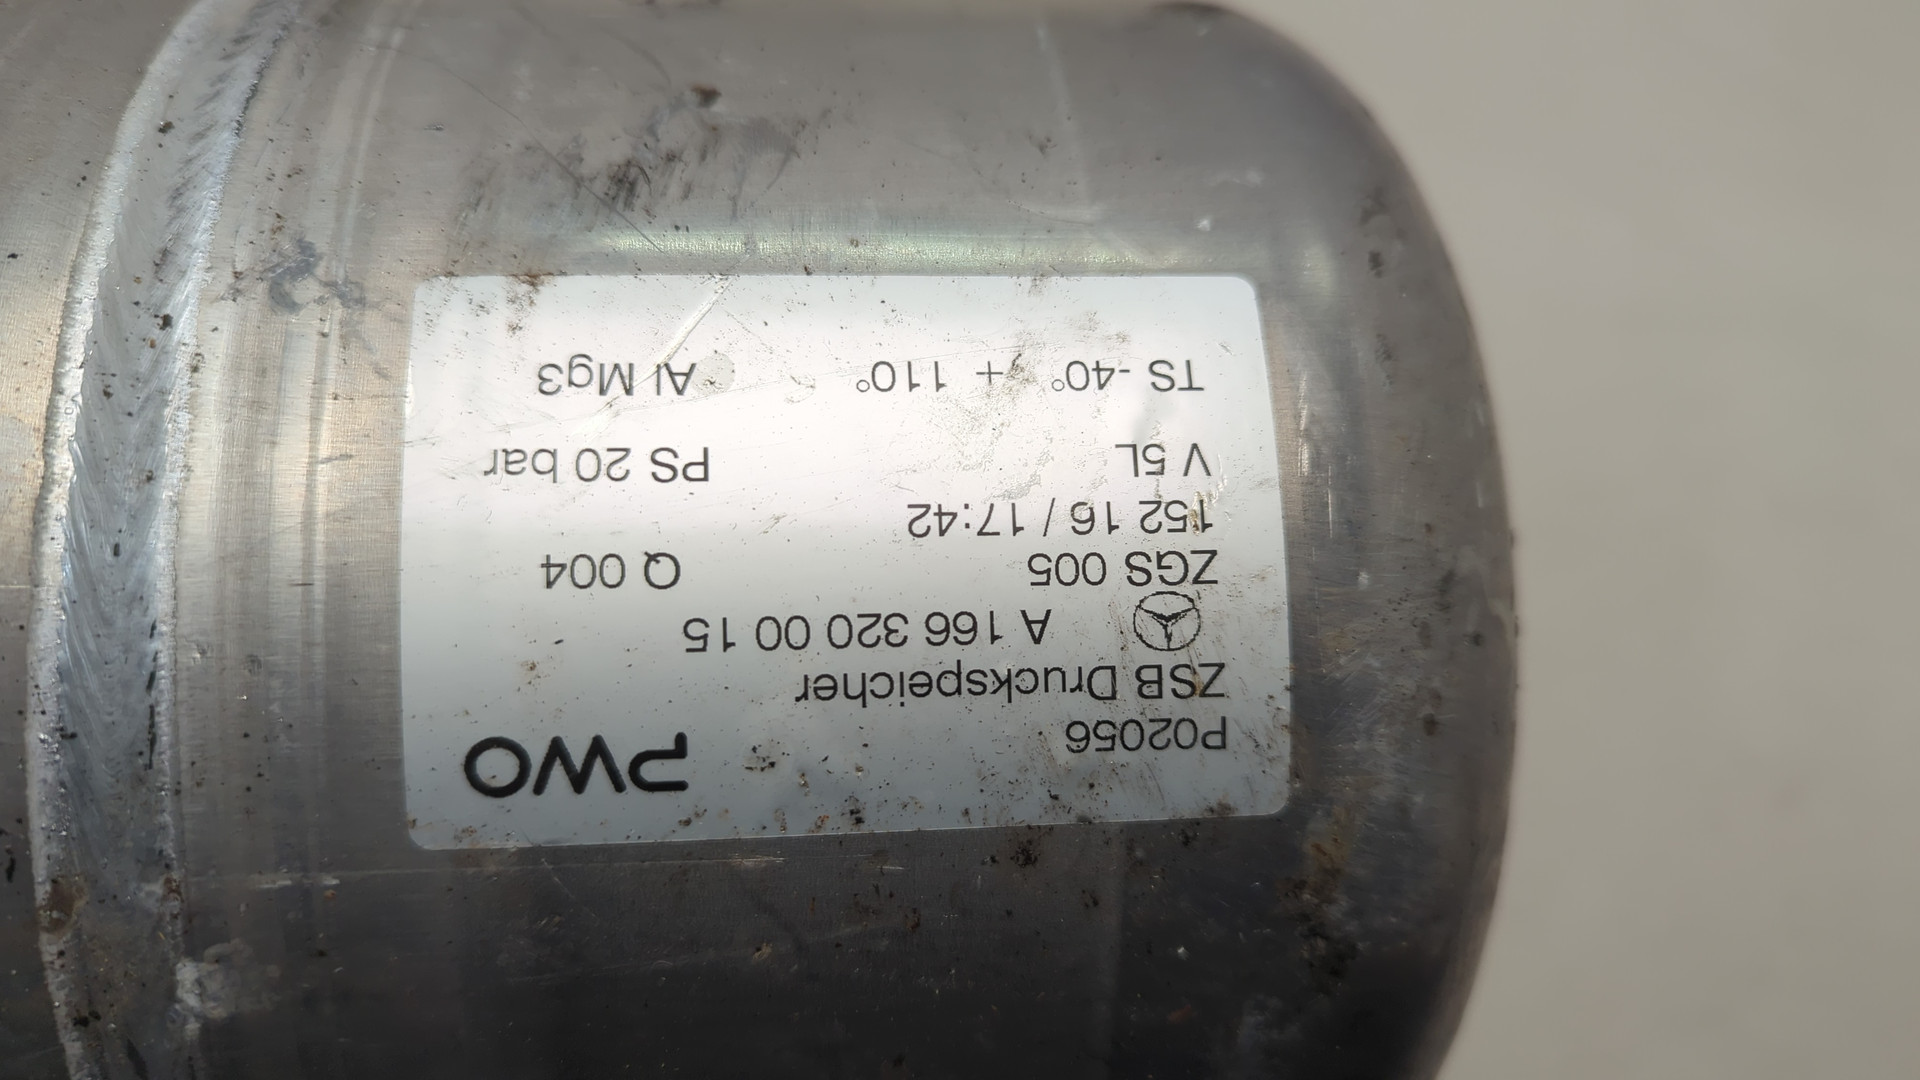 P02056 PWO
ZSB Druckspeicher
A 166 320 00 15
ZGS 005 Q 004
152 16 / 17:42
V 5L PS 20 bar
TS -40° + 110° Al Mg3